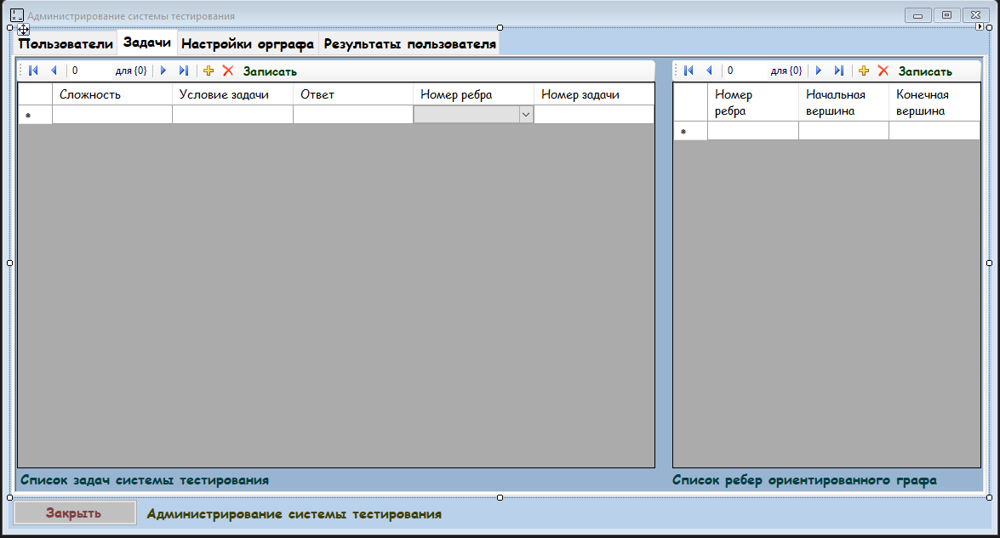 Администрирование системы тестирования
Пользователи Задачи Настройки орграфа Результаты пользователя
0 для {0} Записать
Сложность Условие задачи Ответ Номер ребра Номер задачи
0 для {0} Записать
Номер ребра Начальная вершина Конечная вершина
Список задач системы тестирования
Список ребер ориентированного графа
Закрыть Администрирование системы тестирования